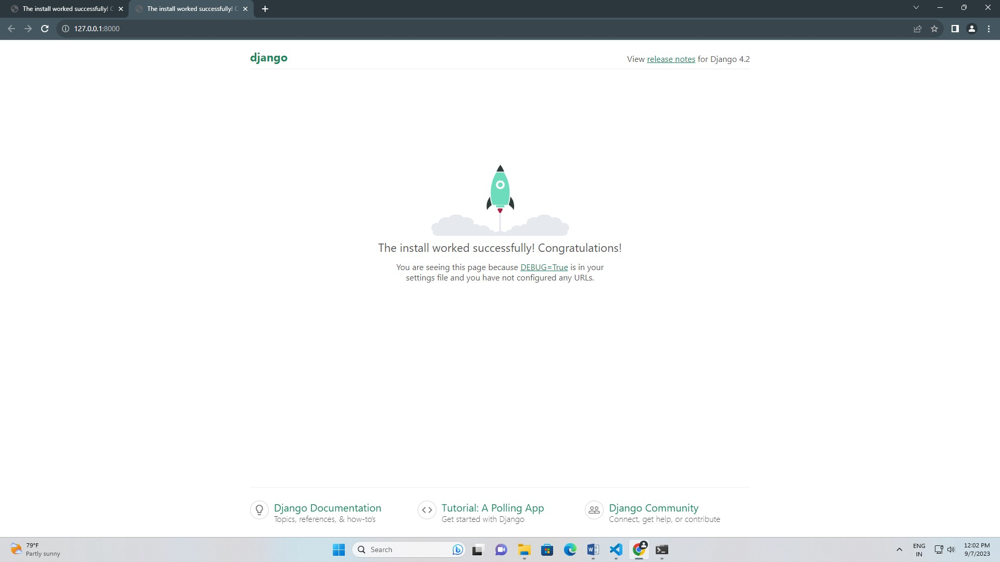 The install worked successfully! C
The install worked successfully! C
127.0.0.1:8000
django
View release notes for Django 4.2
The install worked successfully! Congratulations!
You are seeing this page because DEBUG=True is in your
settings file and you have not configured any URLs.
Django Documentation
Topics, references, & how-to's
Tutorial: A Polling App
Get started with Django
Django Community
Connect, get help, or contribute
79°F
Partly sunny
Search
ENG
IN
12:02 PM
9/7/2023